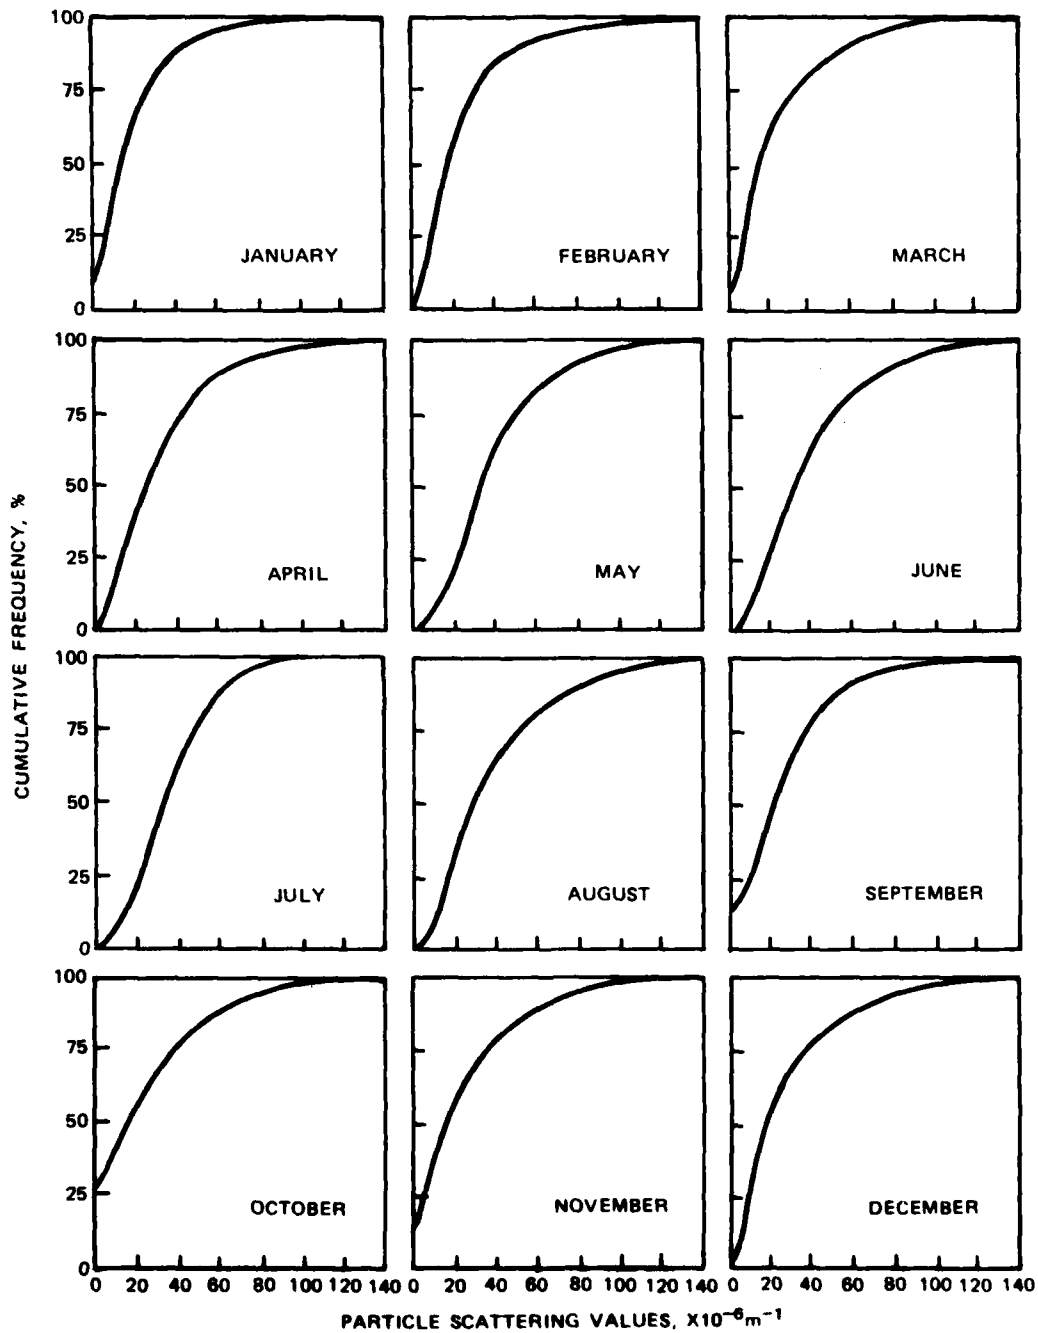 100
75
50
25
0
JANUARY
FEBRUARY
MARCH
100
75
50
25
0
APRIL
MAY
JUNE
100
75
50
25
0
JULY
AUGUST
SEPTEMBER
100
75
50
25
0
OCTOBER
NOVEMBER
DECEMBER
0 20 40 60 80 100 120 140
0 20 40 60 80 100 120 140
0 20 40 60 80 100 120 140
CUMULATIVE FREQUENCY, %
PARTICLE SCATTERING VALUES, X10⁻⁶m⁻¹